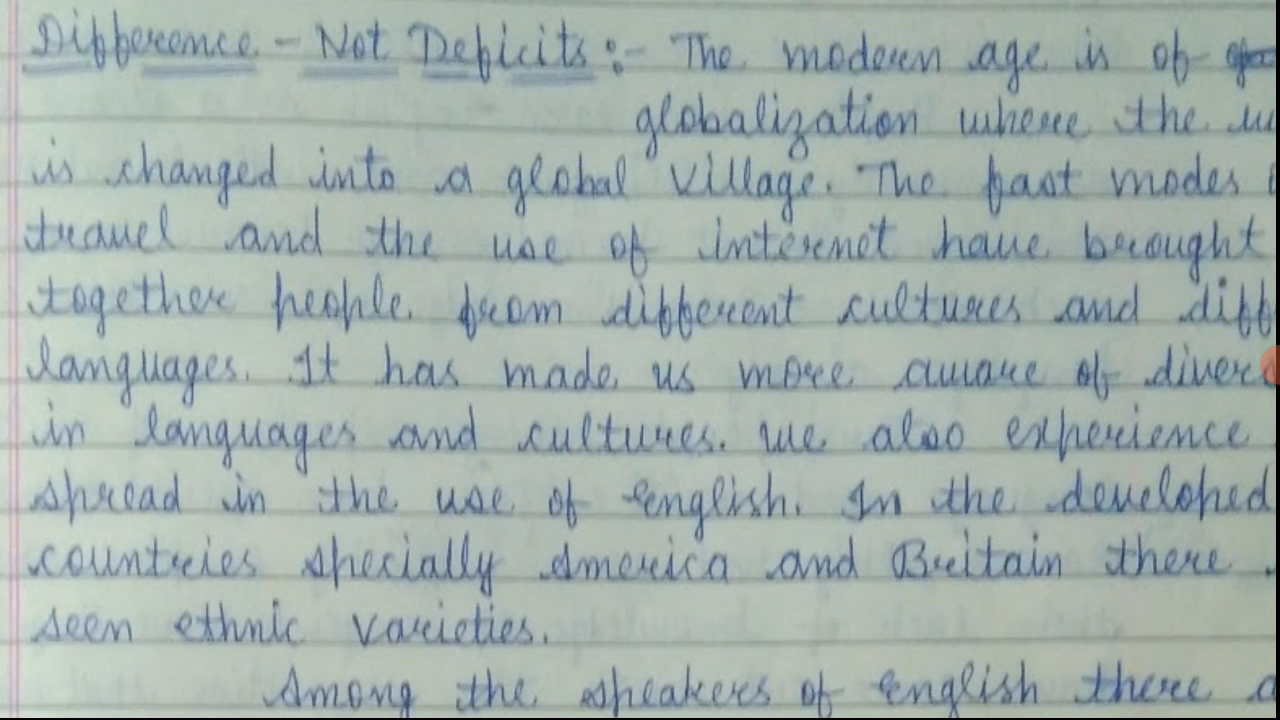 Difference - Not Deficits :- The modern age is of
globalization where the
is changed into a global village. The fast modes
travel and the use of internet have brought
together people from different cultures and diff
languages. It has made us more aware of divers
in languages and cultures. We also experience
spread in the use of english. In the developed
countries specially America and Britain there
seen ethnic varieties.
Among the speakers of english there a